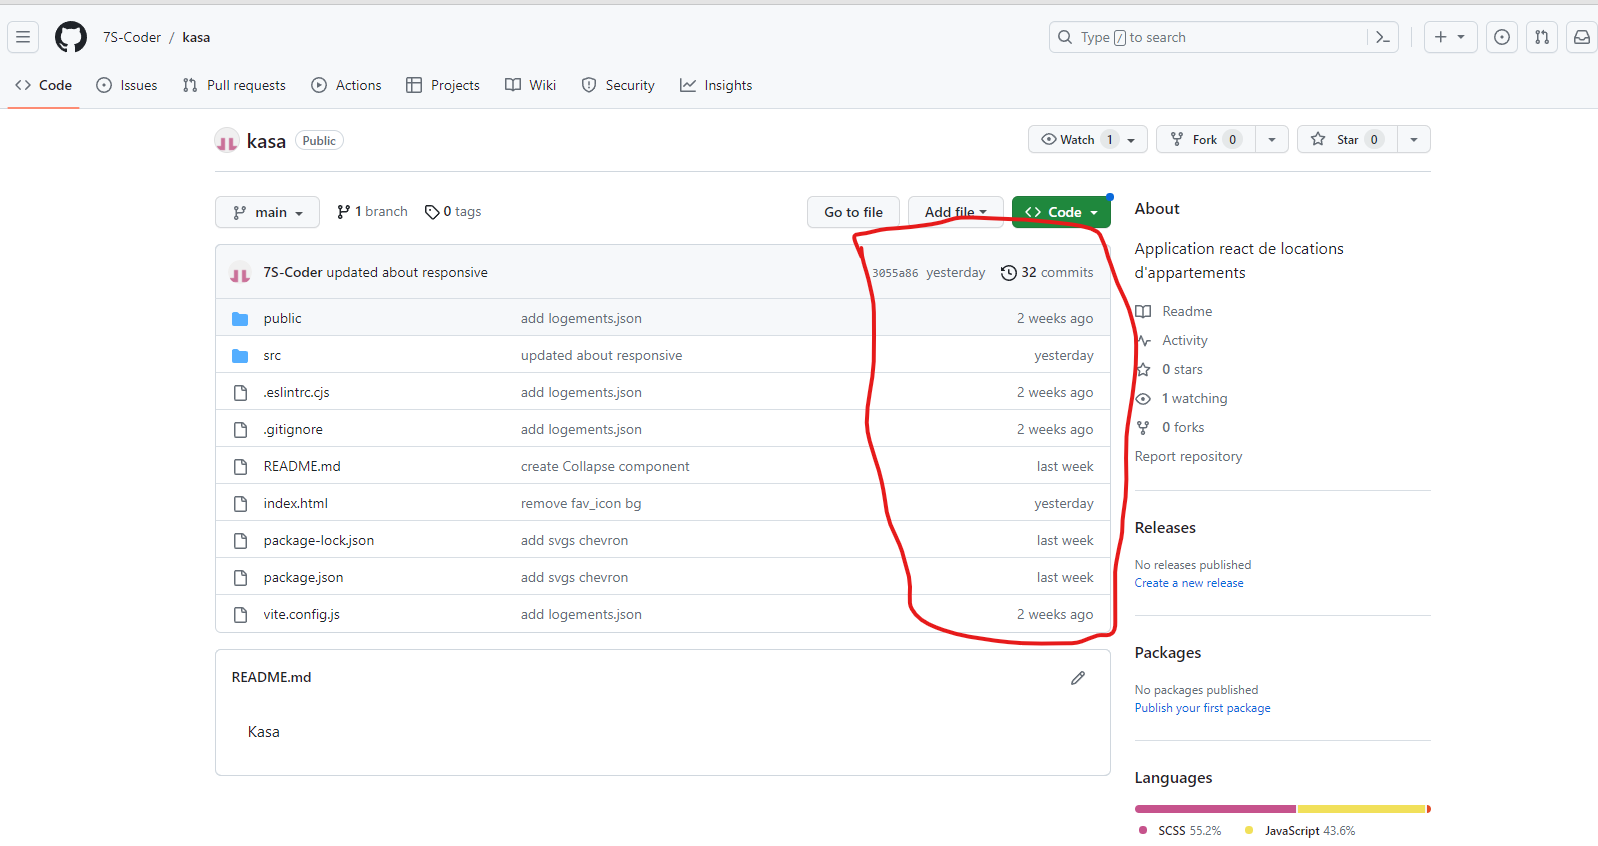 7S-Coder / kasa
Type / to search
Code Issues Pull requests Actions Projects Wiki Security Insights
kasa Public
Watch 1 Fork 0 Star 0
main 1 branch 0 tags Go to file Add file Code
7S-Coder updated about responsive 3055a86 yesterday 32 commits
public add logements.json 2 weeks ago
src updated about responsive yesterday
.eslintrc.cjs add logements.json 2 weeks ago
.gitignore add logements.json 2 weeks ago
README.md create Collapse component last week
index.html remove fav_icon bg yesterday
package-lock.json add svgs chevron last week
package.json add svgs chevron last week
vite.config.js add logements.json 2 weeks ago
README.md
Kasa
About
Application react de locations
d'appartements
Readme
Activity
0 stars
1 watching
0 forks
Report repository
Releases
No releases published
Create a new release
Packages
No packages published
Publish your first package
Languages
SCSS 55.2% JavaScript 43.6%